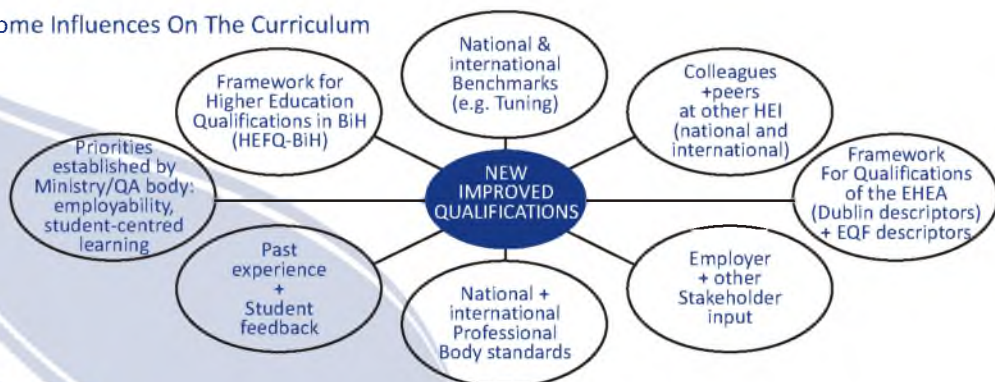 ome Influences On The Curriculum
National &
international
Benchmarks
(e.g. Tuning)
Framework for
Higher Education
Qualifications in BiH
(HEFQ-BiH)
Colleagues
+peers
at other HEI
(national and
international)
Priorities
established by
Ministry/QA body:
employability,
student-centred
learning
NEW
IMPROVED
QUALIFICATIONS
Framework
For Qualifications
of the EHEA
(Dublin descriptors)
+ EQF descriptors
Past
experience
+
Student
feedback
National +
international
Professional
Body standards
Employer
+ other
Stakeholder
input